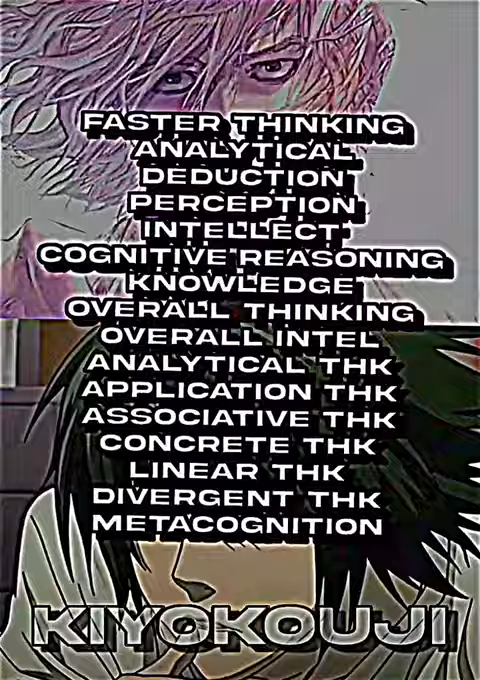 FASTER THINKING
ANALYTICAL
DEDUCTION
PERCEPTION
INTELLECT
COGNITIVE REASONING
KNOWLEDGE
OVERALL THINKING
OVERALL INTEL
ANALYTICAL THK
APPLICATION THK
ASSOCIATIVE THK
CONCRETE THK
LINEAR THK
DIVERGENT THK
METACOGNITION
KIYOKOUJI